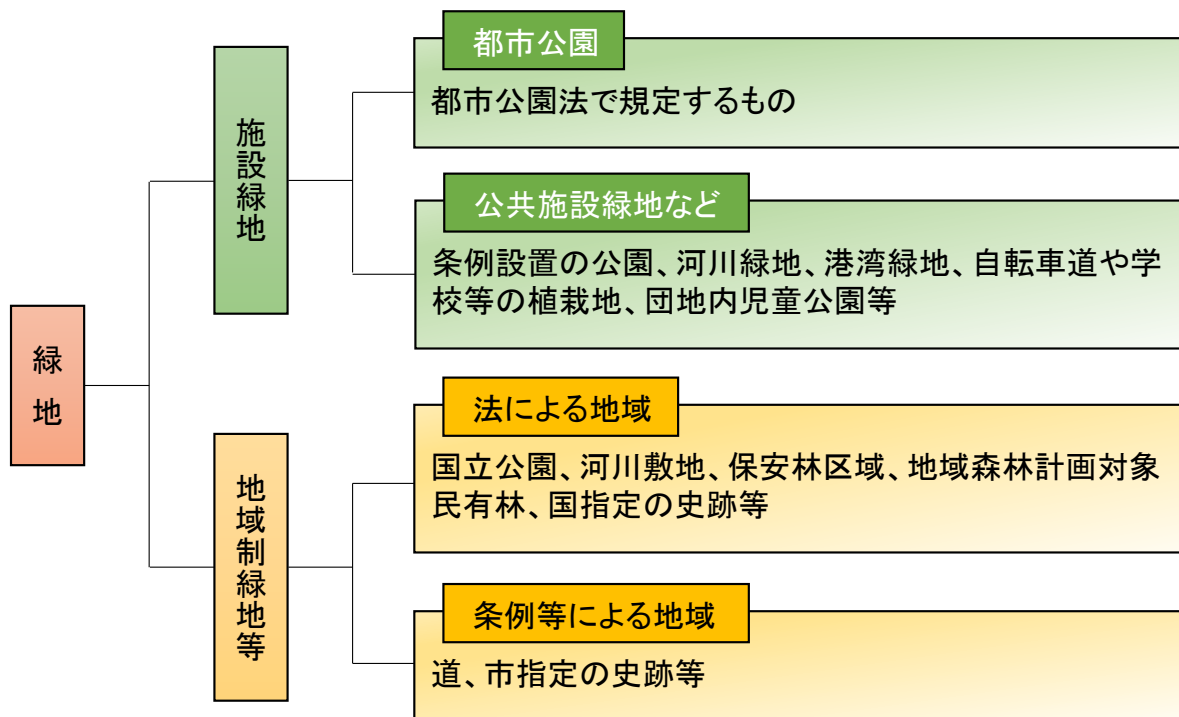 緑地
施設緑地
都市公園
都市公園法で規定するもの
公共施設緑地など
条例設置の公園、河川緑地、港湾緑地、自転車道や学
校等の植栽地、団地内児童公園等
地域制緑地等
法による地域
国立公園、河川敷地、保安林区域、地域森林計画対象
民有林、国指定の史跡等
条例等による地域
道、市指定の史跡等